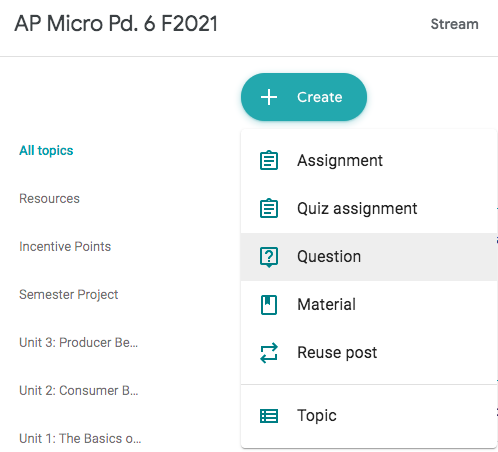 AP Micro Pd. 6 F2021
Stream
Create
All topics
Resources
Incentive Points
Semester Project
Unit 3: Producer Be...
Unit 2: Consumer B...
Unit 1: The Basics o...
Assignment
Quiz assignment
Question
Material
Reuse post
Topic